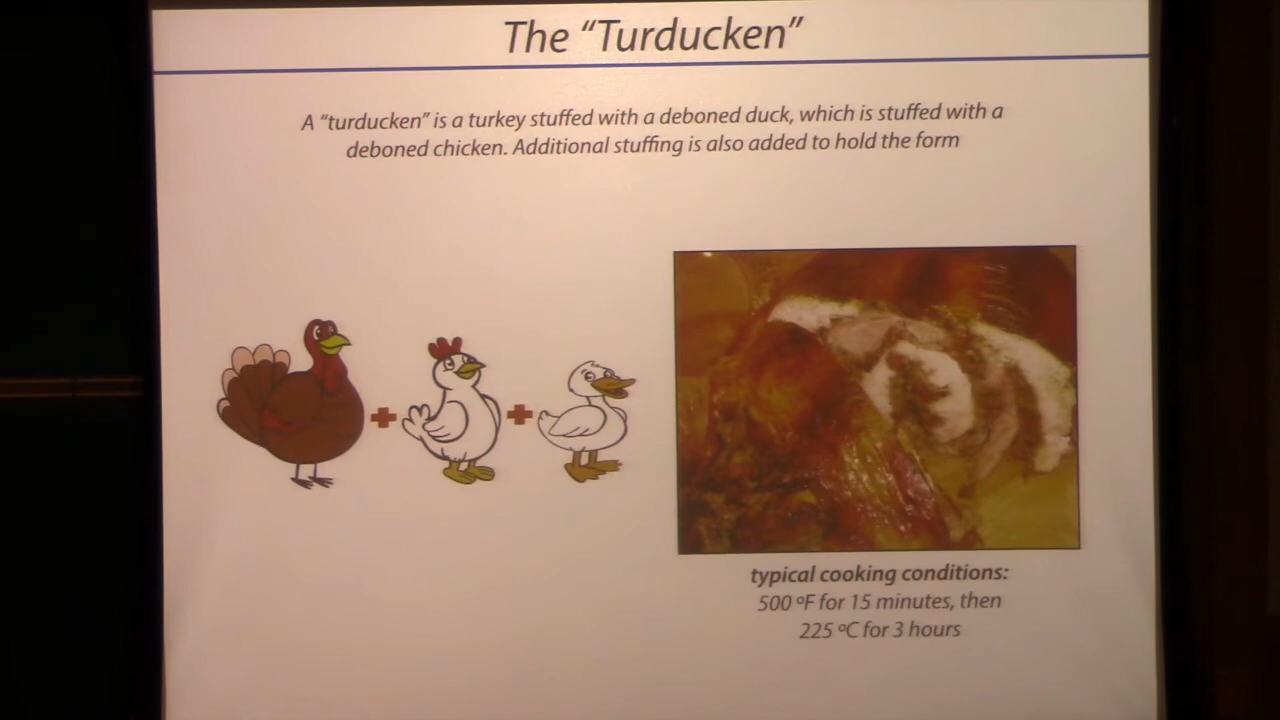 The “Turducken”
A “turducken” is a turkey stuffed with a deboned duck, which is stuffed with a
deboned chicken. Additional stuffing is also added to hold the form
typical cooking conditions:
500 ºF for 15 minutes, then
225 ºC for 3 hours